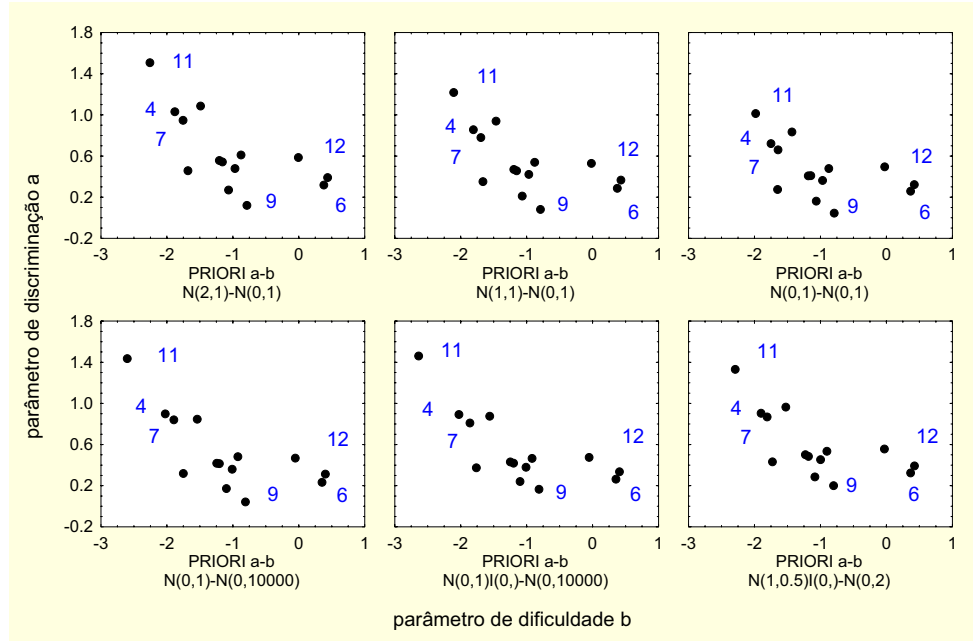 parâmetro de discriminação a
1.8
1.4
1.0
0.6
0.2
-0.2
11
4
7
12
9
6
-3 -2 -1 0 1
PRIORI a-b
N(2,1)-N(0,1)
11
4
7
12
9
6
-3 -2 -1 0 1
PRIORI a-b
N(1,1)-N(0,1)
11
4
7
12
9
6
-3 -2 -1 0 1
PRIORI a-b
N(0,1)-N(0,1)
1.8
1.4
1.0
0.6
0.2
-0.2
11
4
7
12
9
6
-3 -2 -1 0 1
PRIORI a-b
N(0,1)-N(0,10000)
11
4
7
12
9
6
-3 -2 -1 0 1
PRIORI a-b
N(0,1)I(0,)-N(0,10000)
11
4
7
12
9
6
-3 -2 -1 0 1
PRIORI a-b
N(1,0.5)I(0,)-N(0,2)
parâmetro de dificuldade b